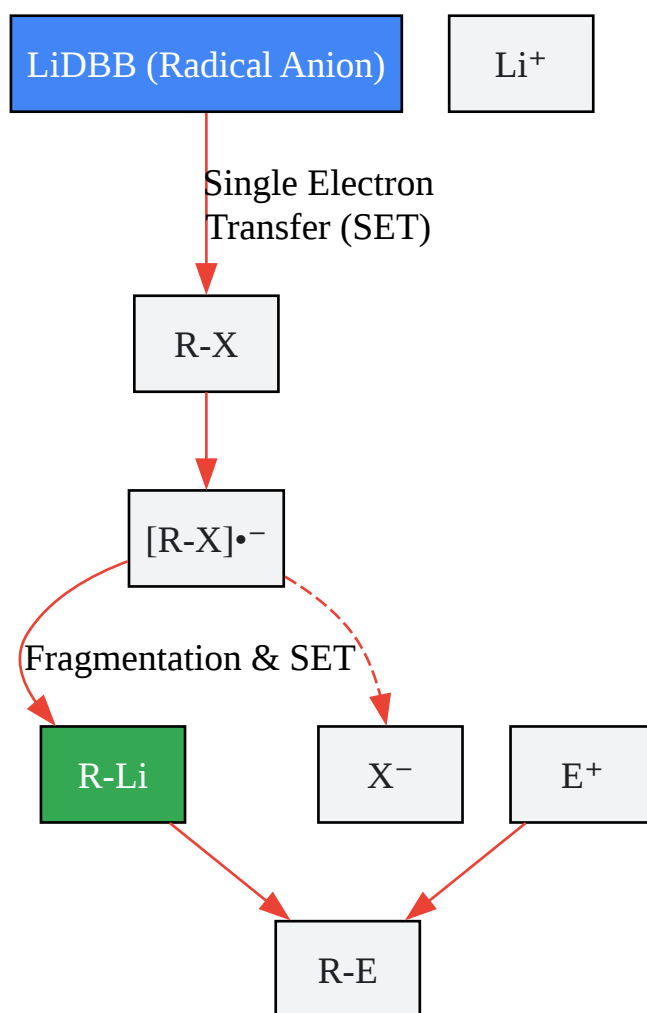 LiDBB (Radical Anion)
Li⁺
Single Electron
Transfer (SET)
R-X
[R-X]•⁻
Fragmentation & SET
R-Li
X⁻
E⁺
R-E